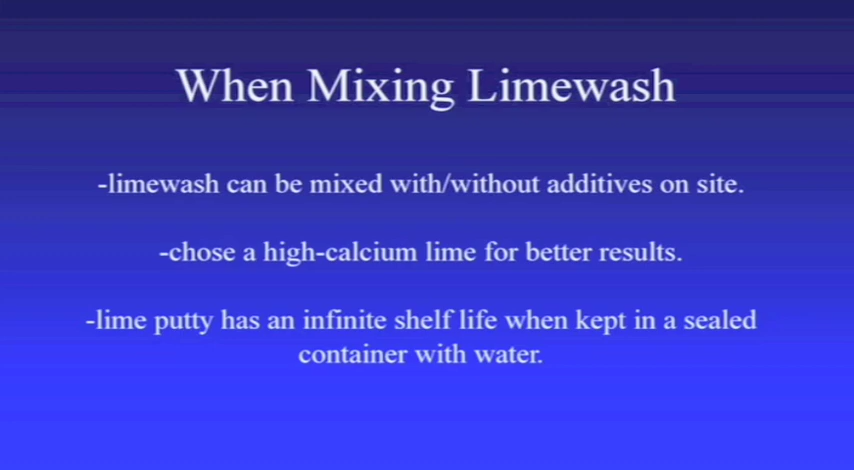 When Mixing Limewash
-limewash can be mixed with/without additives on site.
-chose a high-calcium lime for better results.
-lime putty has an infinite shelf life when kept in a sealed
container with water.